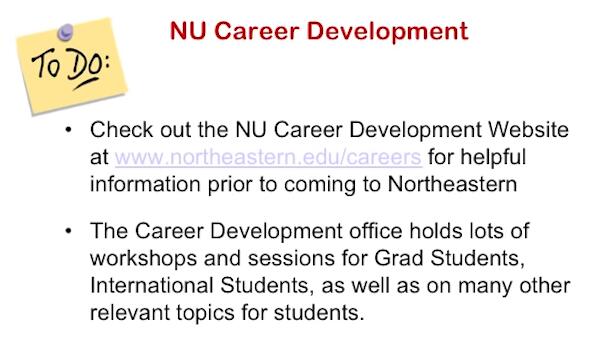 NU Career Development
To Do:
• Check out the NU Career Development Website
at www.northeastern.edu/careers for helpful
information prior to coming to Northeastern
• The Career Development office holds lots of
workshops and sessions for Grad Students,
International Students, as well as on many other
relevant topics for students.